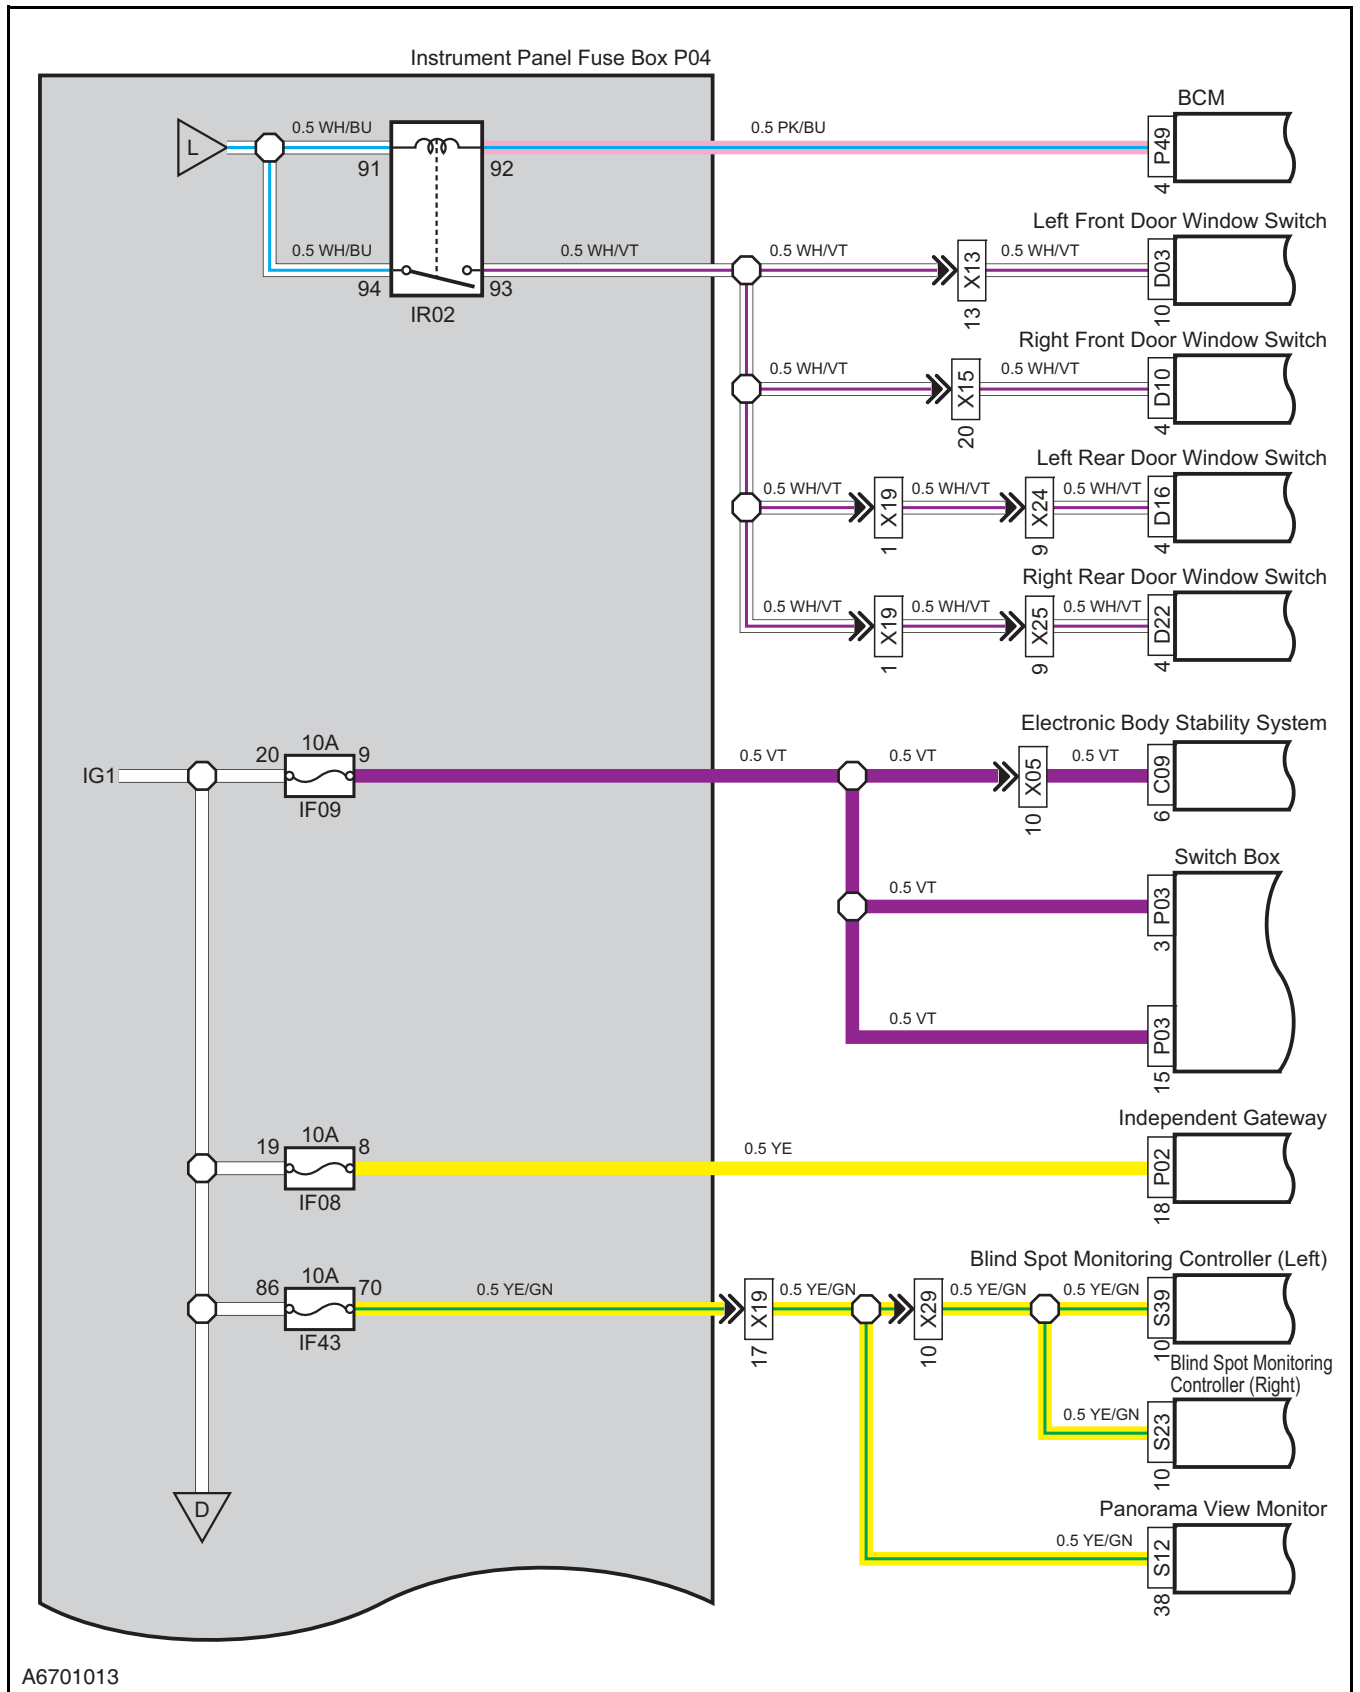 Instrument Panel Fuse Box P04
BCM
L
0.5 WH/BU
91
92
0.5 PK/BU
P49
4
Left Front Door Window Switch
0.5 WH/BU
94
93
IR02
0.5 WH/VT
0.5 WH/VT
X13
13
0.5 WH/VT
D03
10
Right Front Door Window Switch
0.5 WH/VT
X15
20
0.5 WH/VT
D10
4
Left Rear Door Window Switch
0.5 WH/VT
X19
1
0.5 WH/VT
X24
9
0.5 WH/VT
D16
4
Right Rear Door Window Switch
0.5 WH/VT
X19
1
0.5 WH/VT
X25
9
0.5 WH/VT
D22
4
Electronic Body Stability System
IG1
20
10A
9
IF09
0.5 VT
0.5 VT
X05
10
0.5 VT
C09
6
Switch Box
0.5 VT
P03
3
0.5 VT
P03
15
Independent Gateway
19
10A
8
IF08
0.5 YE
P02
18
Blind Spot Monitoring Controller (Left)
86
10A
70
IF43
0.5 YE/GN
X19
17
0.5 YE/GN
X29
10
0.5 YE/GN
0.5 YE/GN
S39
10
Blind Spot Monitoring
Controller (Right)
0.5 YE/GN
S23
10
Panorama View Monitor
D
0.5 YE/GN
S12
38
A6701013